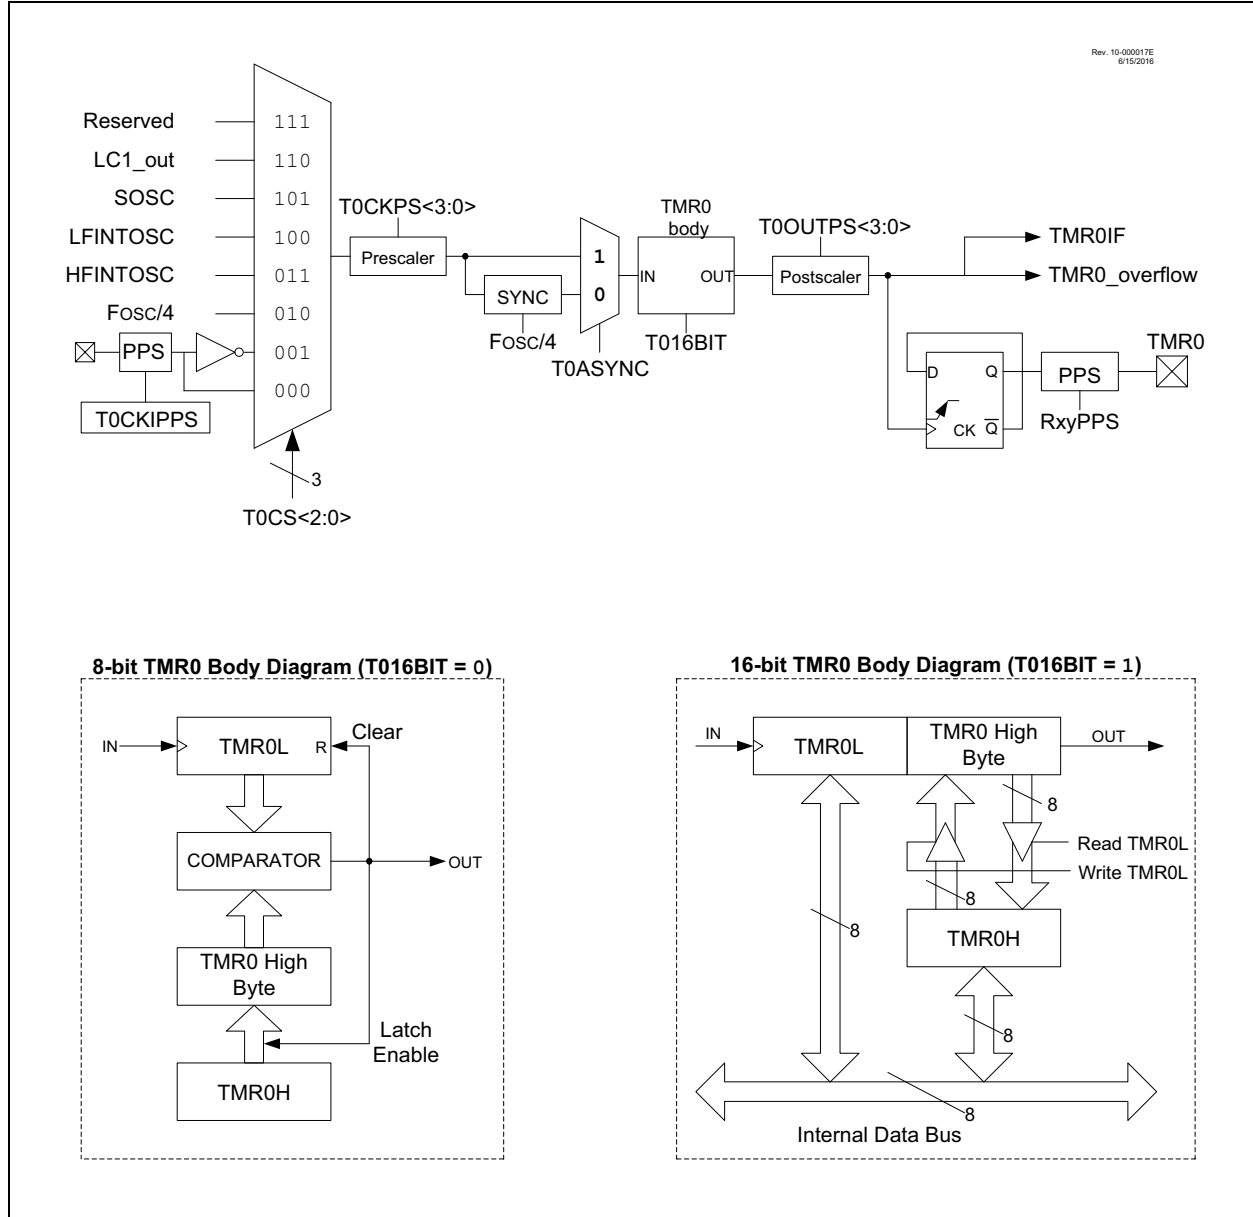 Rev. 10-000017E
6/15/2016
Reserved
111
LC1_out
110
SOSC
101
LFINTOSC
100
HFINTOSC
011
FOSC/4
010
PPS
001
000
T0CKIPPS
3
T0CS<2:0>
T0CKPS<3:0>
Prescaler
SYNC
FOSC/4
1
0
T0ASYNC
TMR0
body
IN
OUT
T016BIT
T0OUTPS<3:0>
Postscaler
TMR0IF
TMR0_overflow
D
Q
CK
Q
PPS
RxyPPS
TMR0
8-bit TMR0 Body Diagram (T016BIT = 0)
IN
TMR0L
R
Clear
COMPARATOR
OUT
TMR0 High
Byte
Latch
Enable
TMR0H
16-bit TMR0 Body Diagram (T016BIT = 1)
IN
TMR0L
TMR0 High
Byte
OUT
8
Read TMR0L
Write TMR0L
8
8
TMR0H
8
8
Internal Data Bus